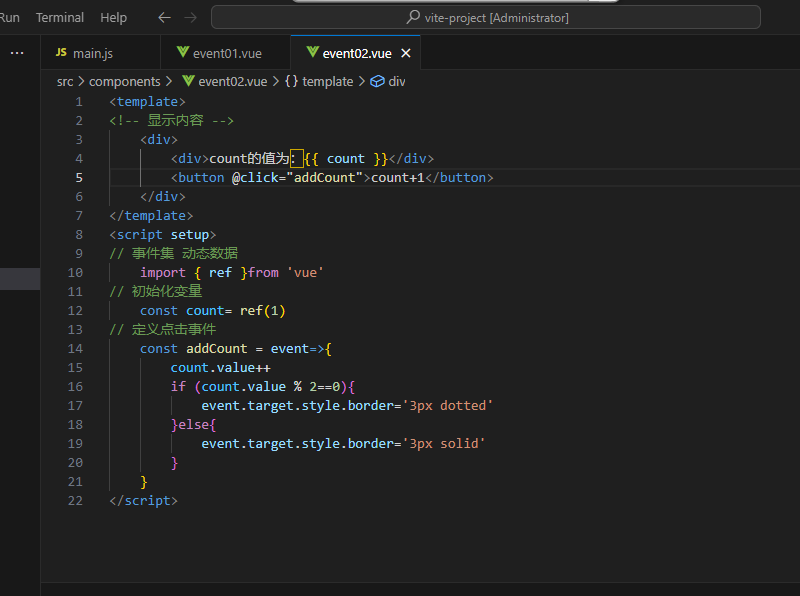 Run Terminal Help ← → vite-project [Administrator]
··· JS main.js event01.vue event02.vue ×
src > components > event02.vue > {} template > div
1 <template>
2 <!-- 显示内容 -->
3 <div>
4 <div>count的值为：{{ count }}</div>
5 <button @click="addCount">count+1</button>
6 </div>
7 </template>
8 <script setup>
9 // 事件集 动态数据
10 import { ref }from 'vue'
11 // 初始化变量
12 const count= ref(1)
13 // 定义点击事件
14 const addCount = event=>{
15 count.value++
16 if (count.value % 2==0){
17 event.target.style.border='3px dotted'
18 }else{
19 event.target.style.border='3px solid'
20 }
21 }
22 </script>